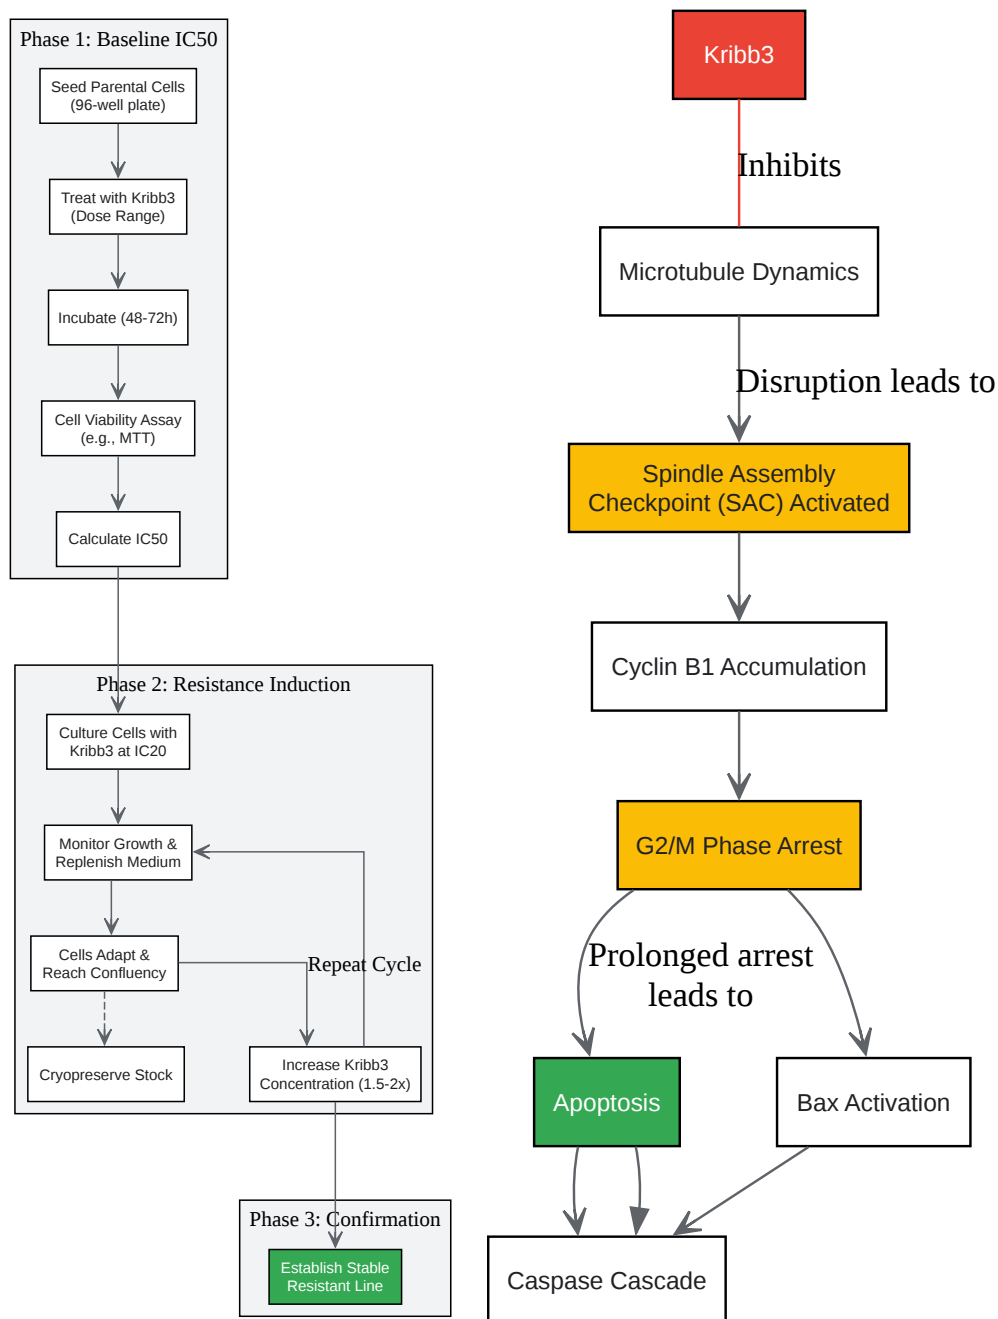 Phase 1: Baseline IC50
Seed Parental Cells
(96-well plate)
Treat with Kribb3
(Dose Range)
Incubate (48-72h)
Cell Viability Assay
(e.g., MTT)
Calculate IC50
Phase 2: Resistance Induction
Culture Cells with
Kribb3 at IC20
Monitor Growth &
Replenish Medium
Cells Adapt &
Reach Confluency
Repeat Cycle
Cryopreserve Stock
Increase Kribb3
Concentration (1.5-2x)
Phase 3: Confirmation
Establish Stable
Resistant Line
Kribb3
Inhibits
Microtubule Dynamics
Disruption leads to
Spindle Assembly
Checkpoint (SAC) Activated
Cyclin B1 Accumulation
G2/M Phase Arrest
Prolonged arrest
leads to
Apoptosis
Bax Activation
Caspase Cascade